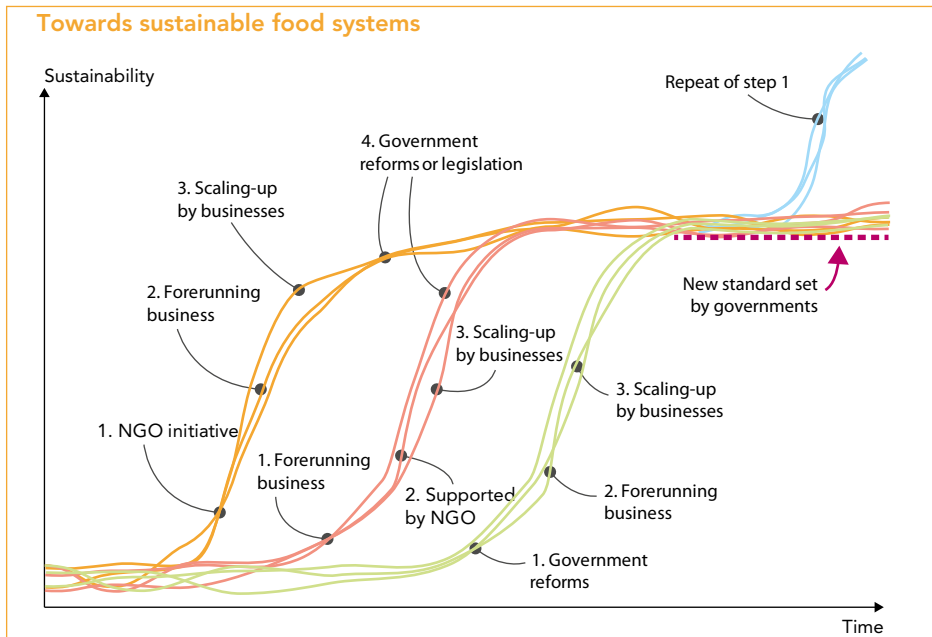 Towards sustainable food systems
Sustainability
Repeat of step 1
4. Government
reforms or legislation
3. Scaling-up
by businesses
2. Forerunning
business
1. NGO initiative
New standard set
by governments
3. Scaling-up
by businesses
3. Scaling-up
by businesses
1. Forerunning
business
2. Supported
by NGO
2. Forerunning
business
1. Government
reforms
Time